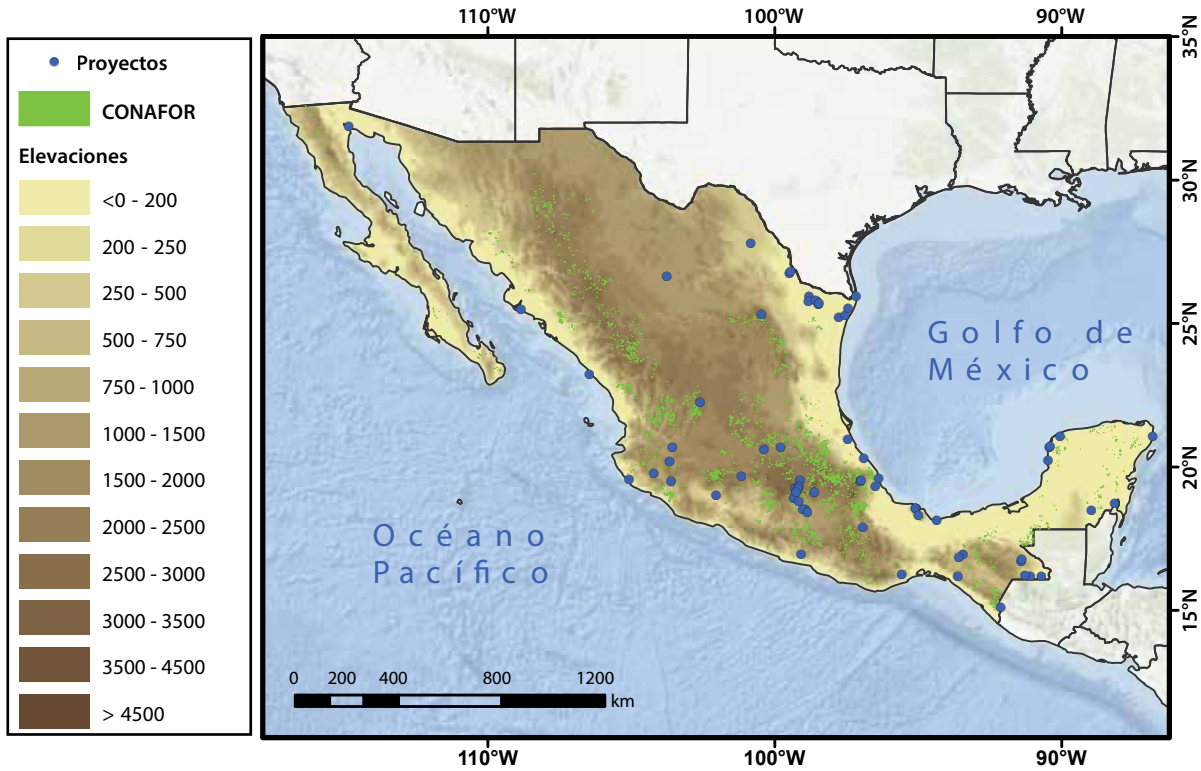 110°W
100°W
90°W
Proyectos
CONAFOR
Elevaciones
<0 - 200
200 - 250
250 - 500
500 - 750
750 - 1000
1000 - 1500
1500 - 2000
2000 - 2500
2500 - 3000
3000 - 3500
3500 - 4500
> 4500
35°N
30°N
25°N
20°N
15°N
Golfo de
México
Océano
Pacífico
0 200 400 800 1200
km
110°W
100°W
90°W